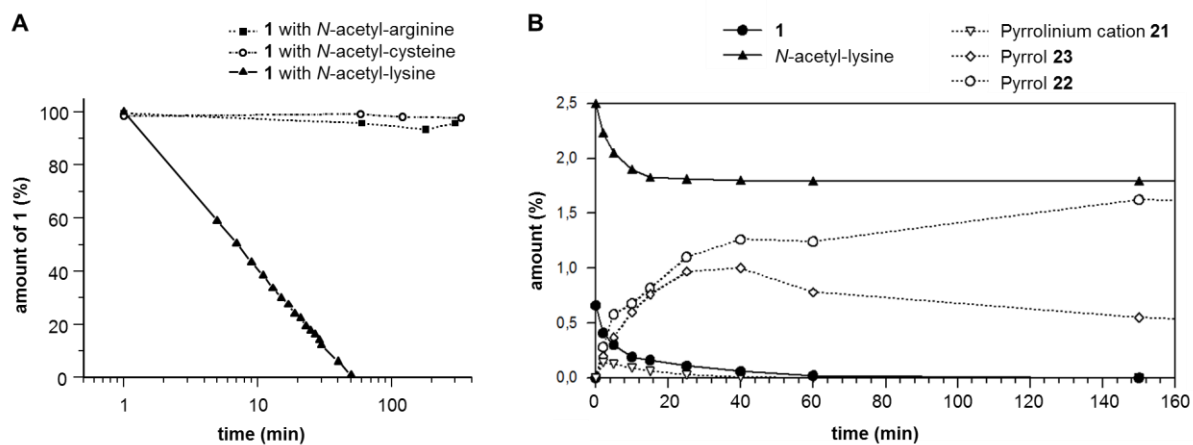 A
1 with N-acetyl-arginine
1 with N-acetyl-cysteine
1 with N-acetyl-lysine
amount of 1 (%)
100
80
60
40
20
0
1
10
100
time (min)
B
1
N-acetyl-lysine
Pyrrolinium cation 21
Pyrrol 23
Pyrrol 22
amount (%)
2,5
2,0
1,5
1,0
0,5
0,0
0
20
40
60
80
100
120
140
160
time (min)